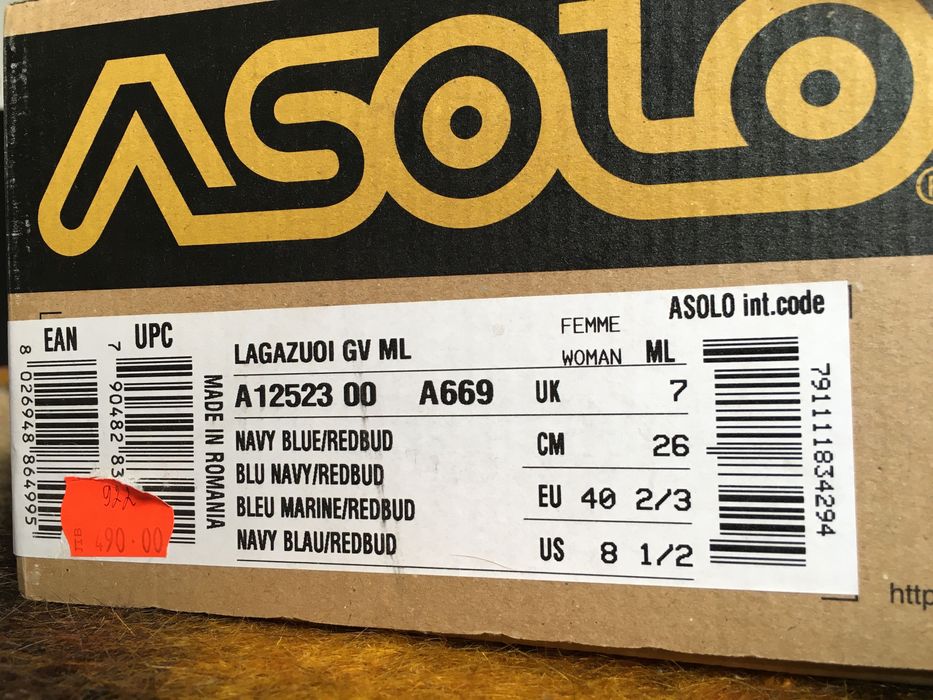 ASOLO
ASOLO int.code
EAN
UPC
8 026948 864995
7 90482 83
MADE IN ROMANIA
LAGAZUOI GV ML
FEMME
WOMAN ML
A12523 00 A669
UK 7
NAVY BLUE/REDBUD
CM 26
BLU NAVY/REDBUD
BLEU MARINE/REDBUD
EU 40 2/3
NAVY BLAU/REDBUD
US 8 1/2
791111834294
ЛВ 490.00
http